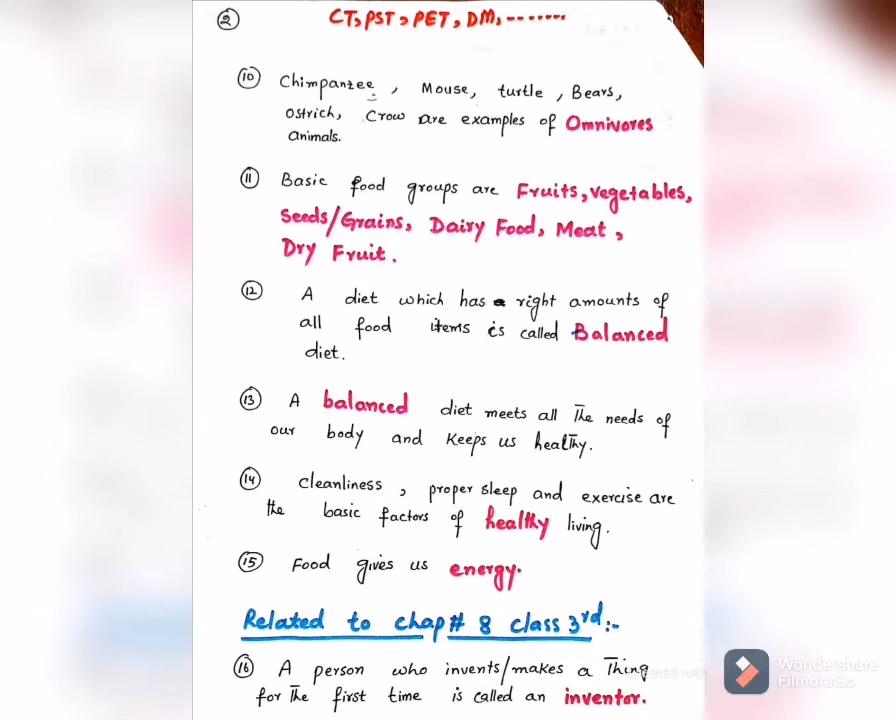 ②
CT, PST, PET, DM, -------
⑩ Chimpanzee, Mouse, turtle, Bears,
ostrich, Crow are examples of Omnivores
animals.
⑪ Basic food groups are Fruits, vegetables,
Seeds/Grains, Dairy Food, Meat,
Dry Fruit.
⑫ A diet which has right amounts of
all food items is called Balanced
diet.
⑬ A balanced diet meets all The needs of
our body and keeps us healthy.
⑭ cleanliness, proper sleep and exercise are
the basic factors of healthy living.
⑮ Food gives us energy.
Related to chap# 8 class 3rd:-
⑯ A person who invents/makes a Thing
for The first time is called an inventor.
Created with
Wondershare
FilmoraGo